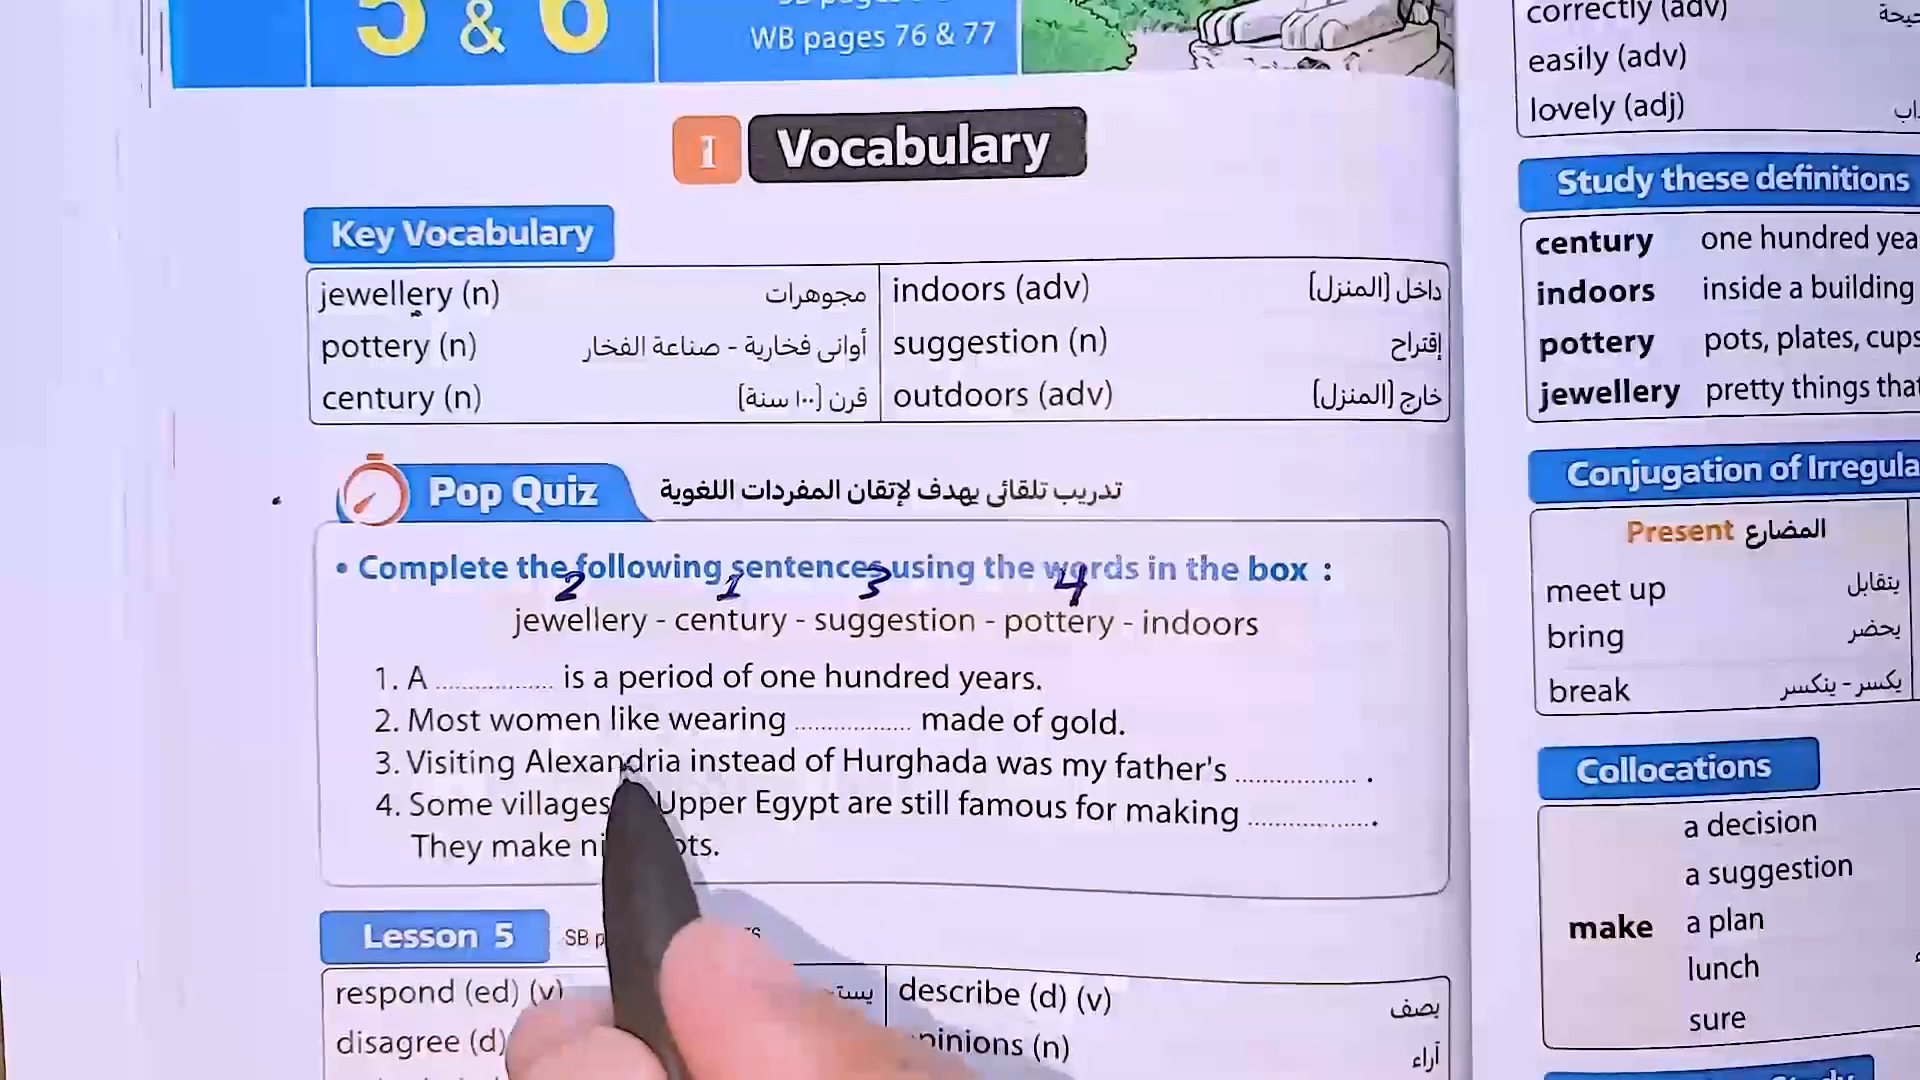 5 & 6
WB pages 76 & 77
I Vocabulary
Key Vocabulary
jewellery (n) مجوهرات
indoors (adv) داخل [المنزل]
pottery (n) أوانى فخارية - صناعة الفخار
suggestion (n) إقتراح
century (n) قرن [١٠٠ سنة]
outdoors (adv) خارج [المنزل]
Pop Quiz تدريب تلقائى يهدف لإتقان المفردات اللغوية
• Complete the following sentences using the words in the box :
2 1 3 4
jewellery - century - suggestion - pottery - indoors
1. A ................ is a period of one hundred years.
2. Most women like wearing ................ made of gold.
3. Visiting Alexandria instead of Hurghada was my father's ................ .
4. Some villages Upper Egypt are still famous for making ................ .
They make
Lesson 5 SB
respond (ed) (v)
describe (d) (v) يصف
disagree (d)
opinions (n) آراء
correctly (adv)
easily (adv)
lovely (adj)
Study these definitions
century one hundred
indoors inside a building
pottery pots, plates, cups
jewellery pretty things
Conjugation of
Present المضارع
meet up يتقابل
bring يحضر
break يكسر - ينكسر
Collocations
make
a decision
a suggestion
a plan
lunch
sure